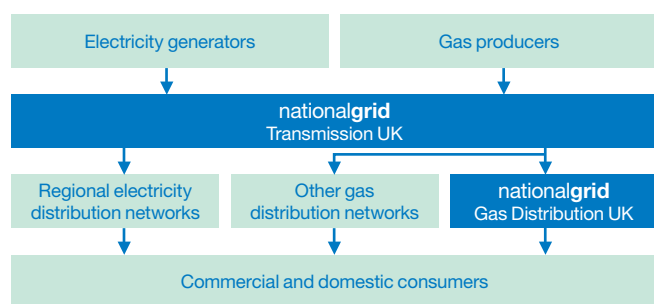 Electricity generators
Gas producers
nationalgrid
Transmission UK
Regional electricity
distribution networks
Other gas
distribution networks
nationalgrid
Gas Distribution UK
Commercial and domestic consumers